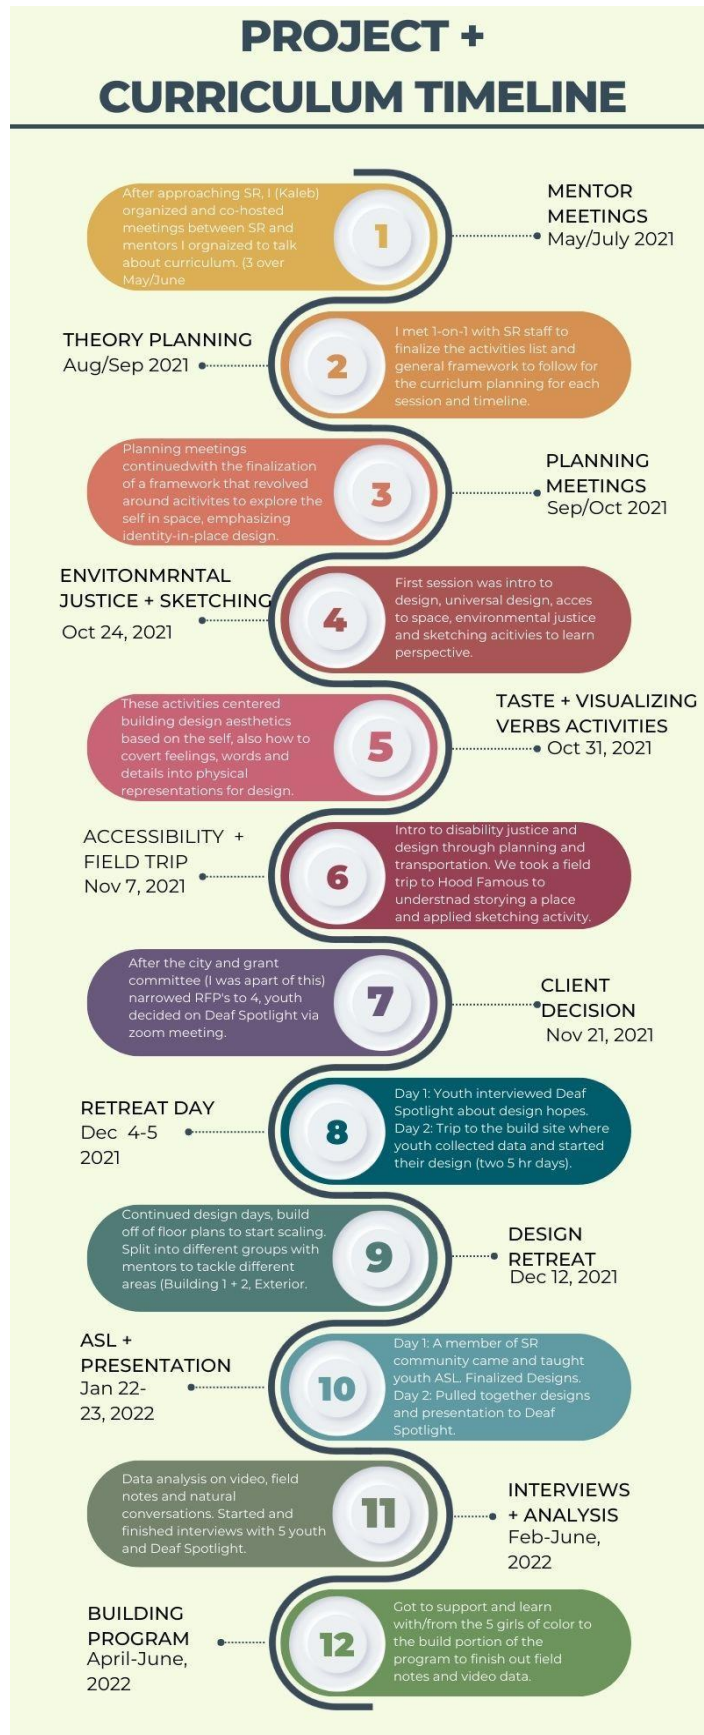 PROJECT +
CURRICULUM TIMELINE
After approaching SR, I (Kaleb)
organized and co-hosted
meetings between SR and
mentors I orgnaized to talk
about curriculum. (3 over
May/June
1
MENTOR
MEETINGS
May/July 2021
THEORY PLANNING
Aug/Sep 2021
2
I met 1-on-1 with SR staff to
finalize the activities list and
general framework to follow for
the curriclum planning for each
session and timeline.
Planning meetings
continuedwith the finalization
of a framework that revolved
around acitivites to explore the
self in space, emphasizing
identity-in-place design.
3
PLANNING
MEETINGS
Sep/Oct 2021
ENVITONMRNTAL
JUSTICE + SKETCHING
Oct 24, 2021
4
First session was intro to
design, universal design, acces
to space, environmental justice
and sketching acitivies to learn
perspective.
These activities centered
building design aesthetics
based on the self, also how to
covert feelings, words and
details into physical
representations for design.
5
TASTE + VISUALIZING
VERBS ACTIVITIES
Oct 31, 2021
ACCESSIBILITY +
FIELD TRIP
Nov 7, 2021
6
Intro to disability justice and
design through planning and
transportation. We took a field
trip to Hood Famous to
understnad storying a place
and applied sketching activity.
After the city and grant
committee (I was apart of this)
narrowed RFP's to 4, youth
decided on Deaf Spotlight via
zoom meeting.
7
CLIENT
DECISION
Nov 21, 2021
RETREAT DAY
Dec 4-5
2021
8
Day 1: Youth interviewed Deaf
Spotlight about design hopes.
Day 2: Trip to the build site where
youth collected data and started
their design (two 5 hr days).
Continued design days, build
off of floor plans to start scaling.
Split into different groups with
mentors to tackle different
areas (Building 1 + 2, Exterior.
9
DESIGN
RETREAT
Dec 12, 2021
ASL +
PRESENTATION
Jan 22-
23, 2022
10
Day 1: A member of SR
community came and taught
youth ASL. Finalized Designs.
Day 2: Pulled together designs
and presentation to Deaf
Spotlight.
Data analysis on video, field
notes and natural
conversations. Started and
finished interviews with 5 youth
and Deaf Spotlight.
11
INTERVIEWS
+ ANALYSIS
Feb-June,
2022
BUILDING
PROGRAM
April-June,
2022
12
Got to support and learn
with/from the 5 girls of color to
the build portion of the
program to finish out field
notes and video data.